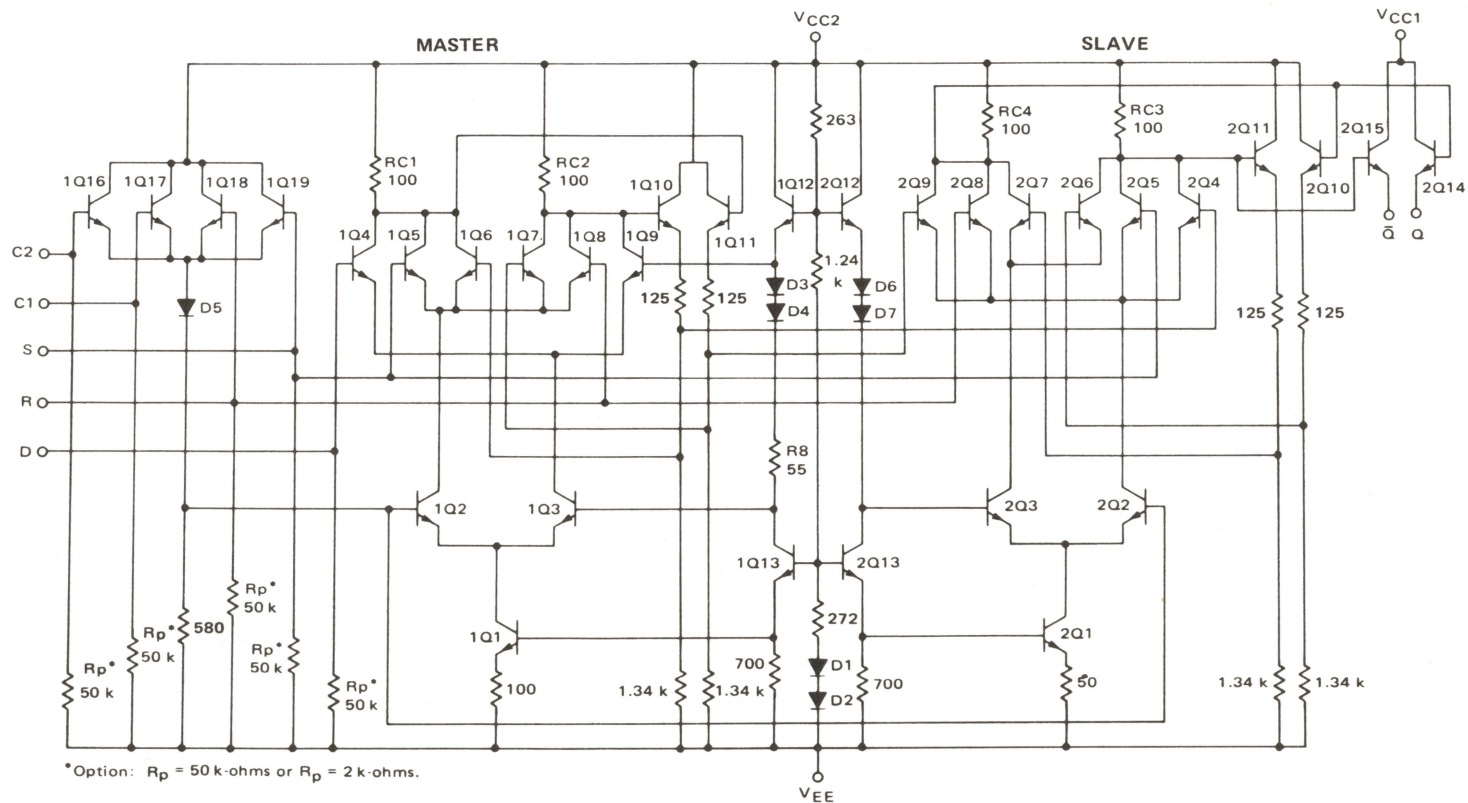 VCC2
VCC1
MASTER
SLAVE
263
RC4
100
RC3
100
2Q11
2Q15
RC1
100
RC2
100
1Q16
1Q17
1Q18
1Q19
1Q10
1Q12
2Q12
2Q9
2Q8
2Q7
2Q6
2Q5
2Q4
2Q10
2Q14
1Q4
1Q5
1Q6
1Q7
1Q8
1Q9
1Q11
Q̄
Q
C2
1.24
k
D3
D6
C1
D5
125
125
D4
D7
125
125
S
R
D
R8
55
1Q2
1Q3
2Q3
2Q2
1Q13
2Q13
Rp*
50 k
272
580
Rp*
50 k
Rp*
50 k
1Q1
2Q1
Rp*
50 k
Rp*
50 k
100
1.34 k
1.34 k
700
D1
D2
700
50
1.34 k
1.34 k
*Option: Rp = 50 k-ohms or Rp = 2 k-ohms.
VEE